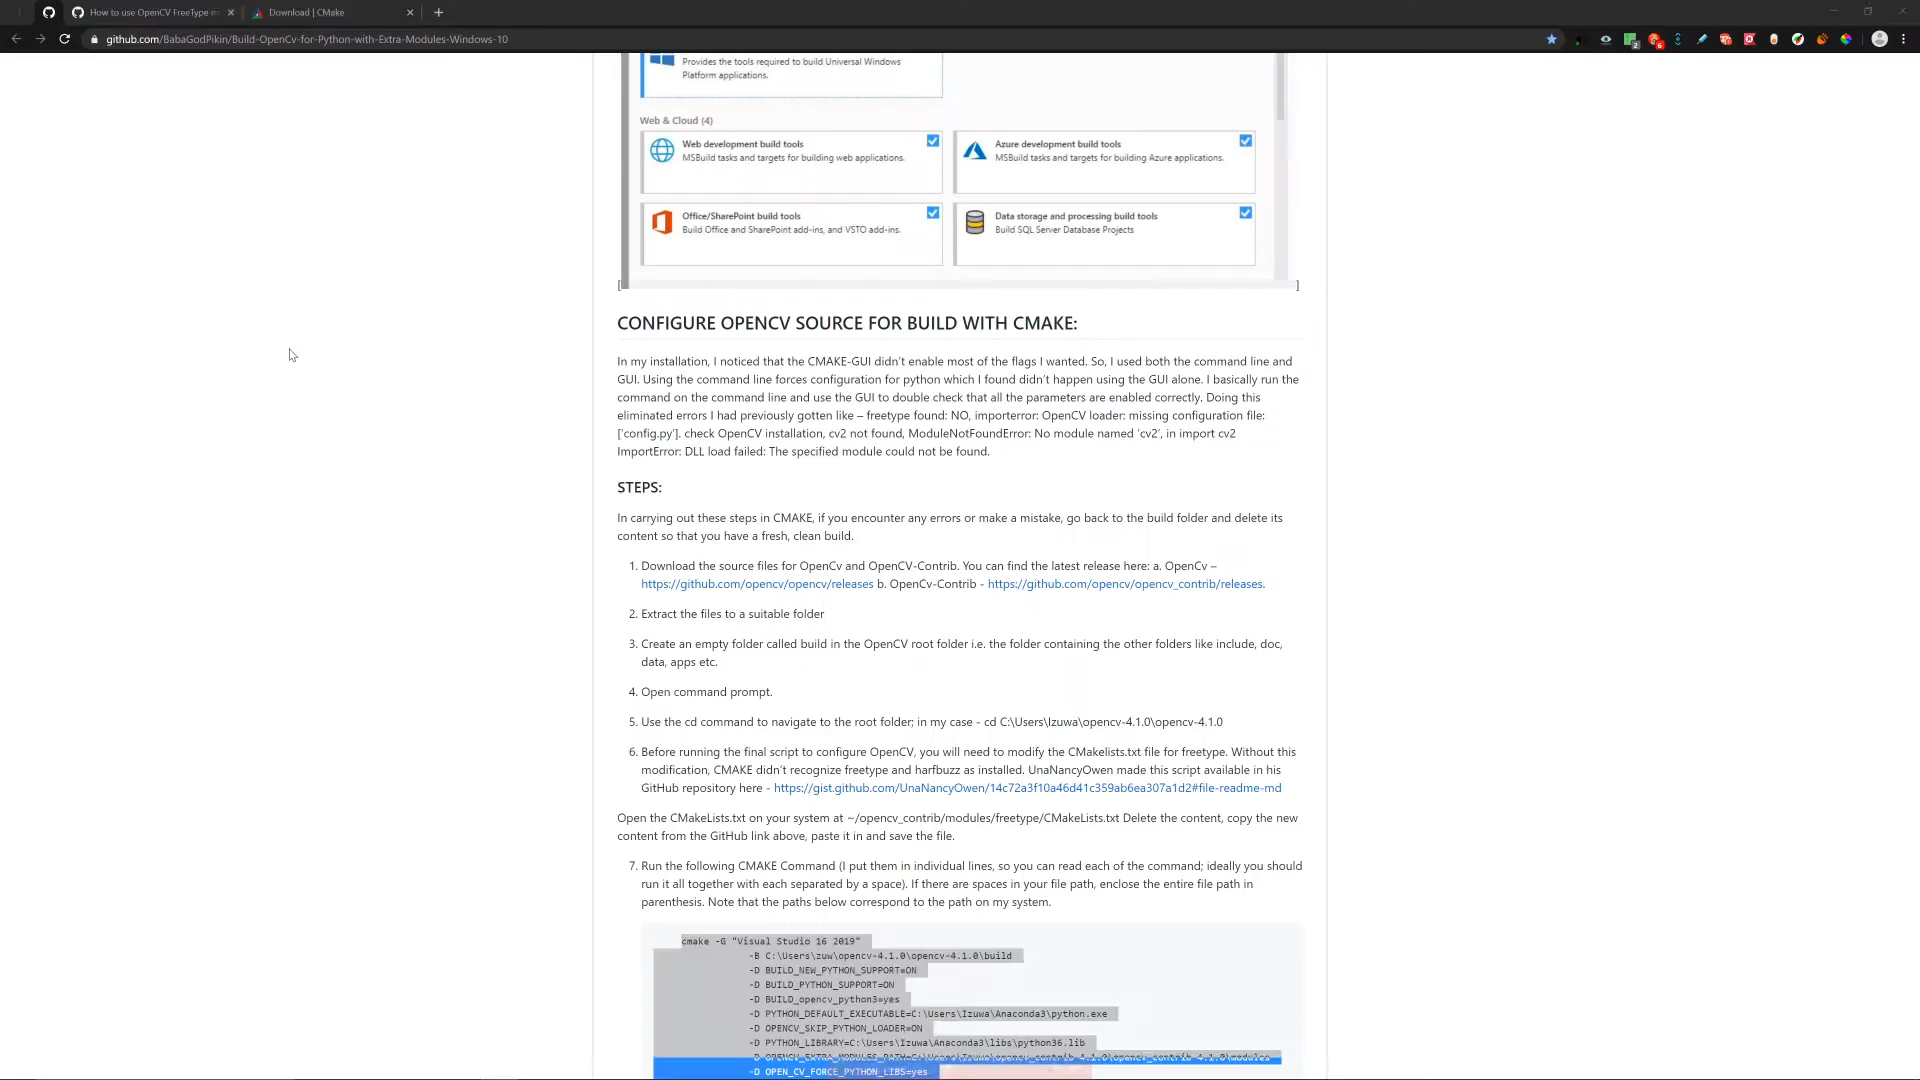 How to use OpenCV FreeType m
Download | CMake
github.com/BabaGodPikin/Build-OpenCv-for-Python-with-Extra-Modules-Windows-10
Provides the tools required to build Universal Windows
Platform applications.
Web & Cloud (4)
Web development build tools
MSBuild tasks and targets for building web applications.
Azure development build tools
MSBuild tasks and targets for building Azure applications.
Office/SharePoint build tools
Build Office and SharePoint add-ins, and VSTO add-ins.
Data storage and processing build tools
Build SQL Server Database Projects
[ ]
CONFIGURE OPENCV SOURCE FOR BUILD WITH CMAKE:
In my installation, I noticed that the CMAKE-GUI didn't enable most of the flags I wanted. So, I used both the command line and
GUI. Using the command line forces configuration for python which I found didn't happen using the GUI alone. I basically run the
command on the command line and use the GUI to double check that all the parameters are enabled correctly. Doing this
eliminated errors I had previously gotten like – freetype found: NO, importerror: OpenCV loader: missing configuration file:
['config.py']. check OpenCV installation, cv2 not found, ModuleNotFoundError: No module named 'cv2', in import cv2
ImportError: DLL load failed: The specified module could not be found.
STEPS:
In carrying out these steps in CMAKE, if you encounter any errors or make a mistake, go back to the build folder and delete its
content so that you have a fresh, clean build.
1. Download the source files for OpenCv and OpenCV-Contrib. You can find the latest release here: a. OpenCv –
https://github.com/opencv/opencv/releases b. OpenCv-Contrib - https://github.com/opencv/opencv_contrib/releases.
2. Extract the files to a suitable folder
3. Create an empty folder called build in the OpenCV root folder i.e. the folder containing the other folders like include, doc,
data, apps etc.
4. Open command prompt.
5. Use the cd command to navigate to the root folder; in my case - cd C:\Users\Izuwa\opencv-4.1.0\opencv-4.1.0
6. Before running the final script to configure OpenCV, you will need to modify the CMakelists.txt file for freetype. Without this
modification, CMAKE didn't recognize freetype and harfbuzz as installed. UnaNancyOwen made this script available in his
GitHub repository here - https://gist.github.com/UnaNancyOwen/14c72a3f10a46d41c359ab6ea307a1d2#file-readme-md
Open the CMakeLists.txt on your system at ~/opencv_contrib/modules/freetype/CMakeLists.txt Delete the content, copy the new
content from the GitHub link above, paste it in and save the file.
7. Run the following CMAKE Command (I put them in individual lines, so you can read each of the command; ideally you should
run it all together with each separated by a space). If there are spaces in your file path, enclose the entire file path in
parenthesis. Note that the paths below correspond to the path on my system.
cmake -G "Visual Studio 16 2019"
-B C:\Users\zuw\opencv-4.1.0\opencv-4.1.0\build
-D BUILD_NEW_PYTHON_SUPPORT=ON
-D BUILD_PYTHON_SUPPORT=ON
-D BUILD_opencv_python3=yes
-D PYTHON_DEFAULT_EXECUTABLE=C:\Users\Izuwa\Anaconda3\python.exe
-D OPENCV_SKIP_PYTHON_LOADER=ON
-D PYTHON_LIBRARY=C:\Users\Izuwa\Anaconda3\libs\python36.lib
-D OPENCV_EXTRA_MODULES_PATH=C:\Users\Izuwa\opencv_contrib-4.1.0\opencv_contrib-4.1.0\modules
-D OPEN_CV_FORCE_PYTHON_LIBS=yes